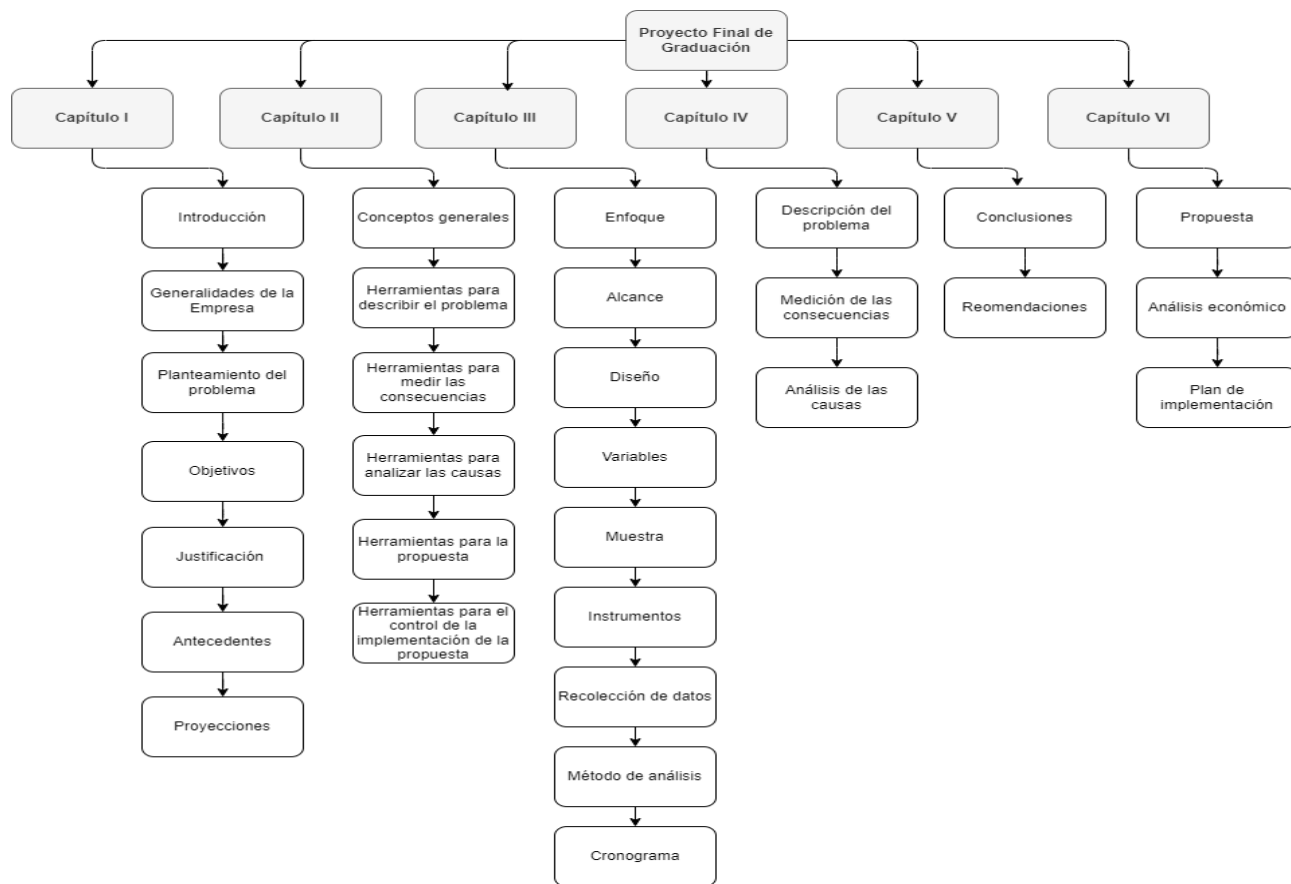 Proyecto Final de
Graduación
Capítulo I
Capítulo II
Capítulo III
Capítulo IV
Capítulo V
Capítulo VI
Introducción
Generalidades de la
Empresa
Planteamiento del
problema
Objetivos
Justificación
Antecedentes
Proyecciones
Conceptos generales
Herramientas para
describir el problema
Herramientas para
medir las
consecuencias
Herramientas para
analizar las causas
Herramientas para la
propuesta
Herramientas para el
control de la
implementación de la
propuesta
Enfoque
Alcance
Diseño
Variables
Muestra
Instrumentos
Recolección de datos
Método de análisis
Cronograma
Descripción del
problema
Medición de las
consecuencias
Análisis de las
causas
Conclusiones
Reomendaciones
Propuesta
Análisis económico
Plan de
implementación